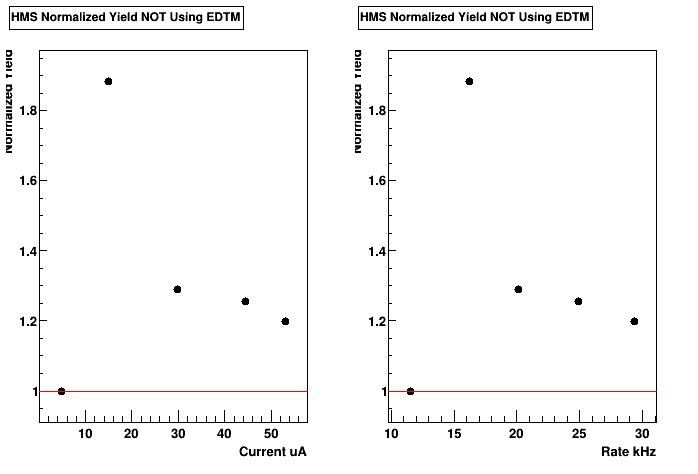 HMS Normalized Yield NOT Using EDTM
Normalized Yield
1.8
1.6
1.4
1.2
1
10 20 30 40 50
Current uA
HMS Normalized Yield NOT Using EDTM
Normalized Yield
1.8
1.6
1.4
1.2
1
10 15 20 25 30
Rate kHz